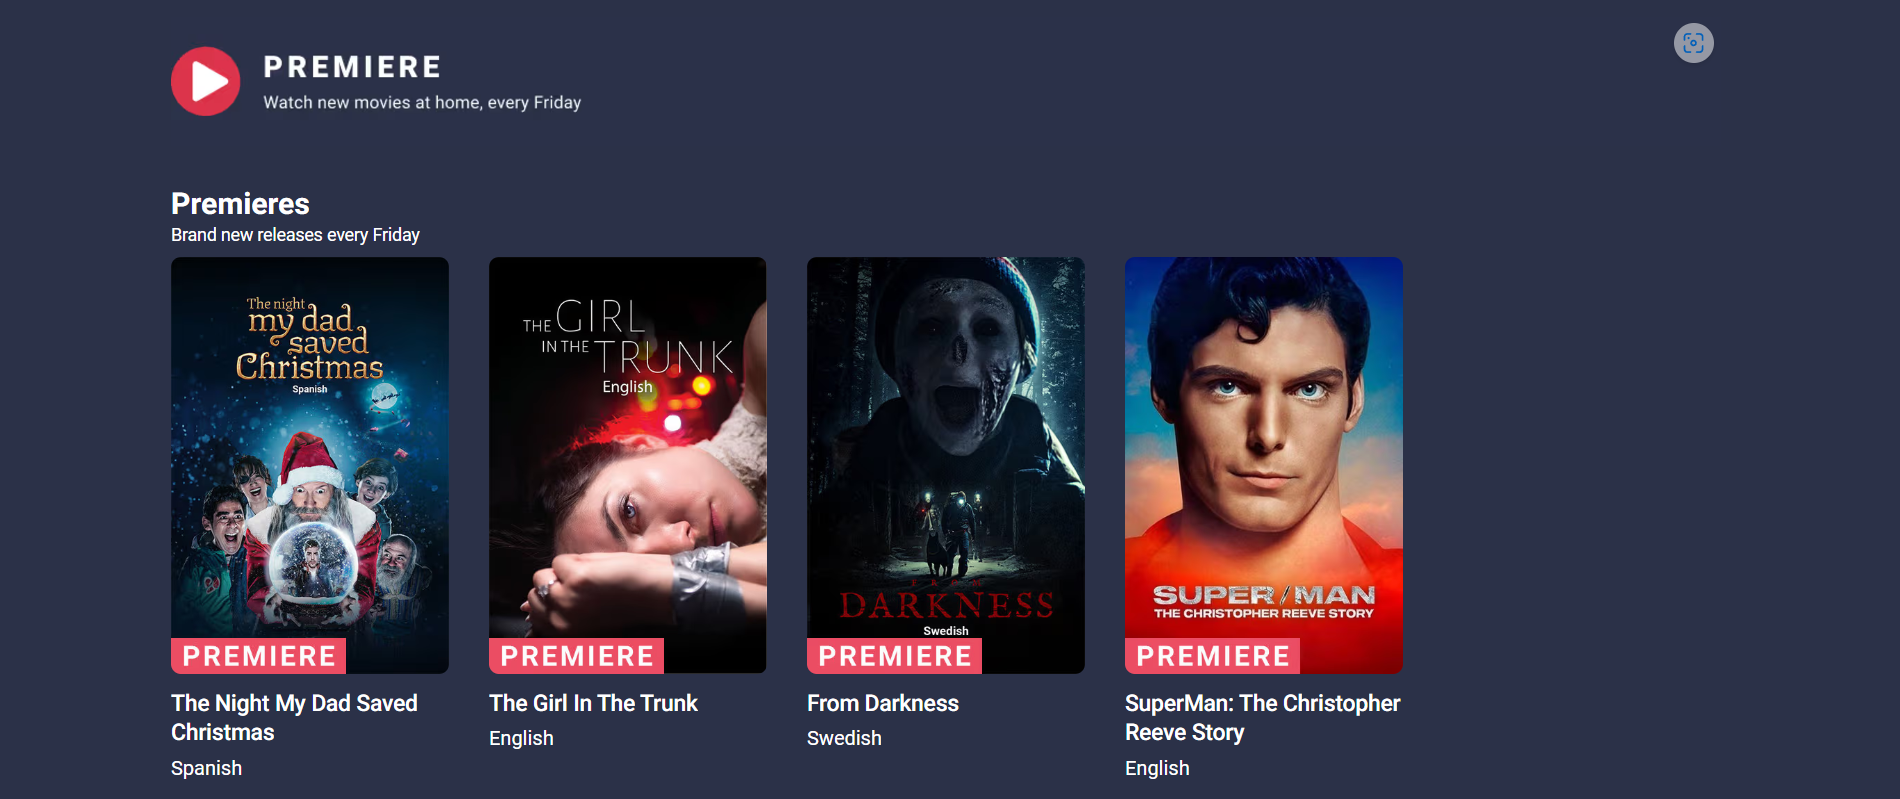 PREMIERE
Watch new movies at home, every Friday
Premieres
Brand new releases every Friday
The night
my dad
saved
Christmas
Spanish
PREMIERE
The Night My Dad Saved
Christmas
Spanish
THE GIRL
IN THE TRUNK
English
PREMIERE
The Girl In The Trunk
English
FROM
DARKNESS
Swedish
PREMIERE
From Darkness
Swedish
SUPER/MAN
THE CHRISTOPHER REEVE STORY
PREMIERE
SuperMan: The Christopher
Reeve Story
English